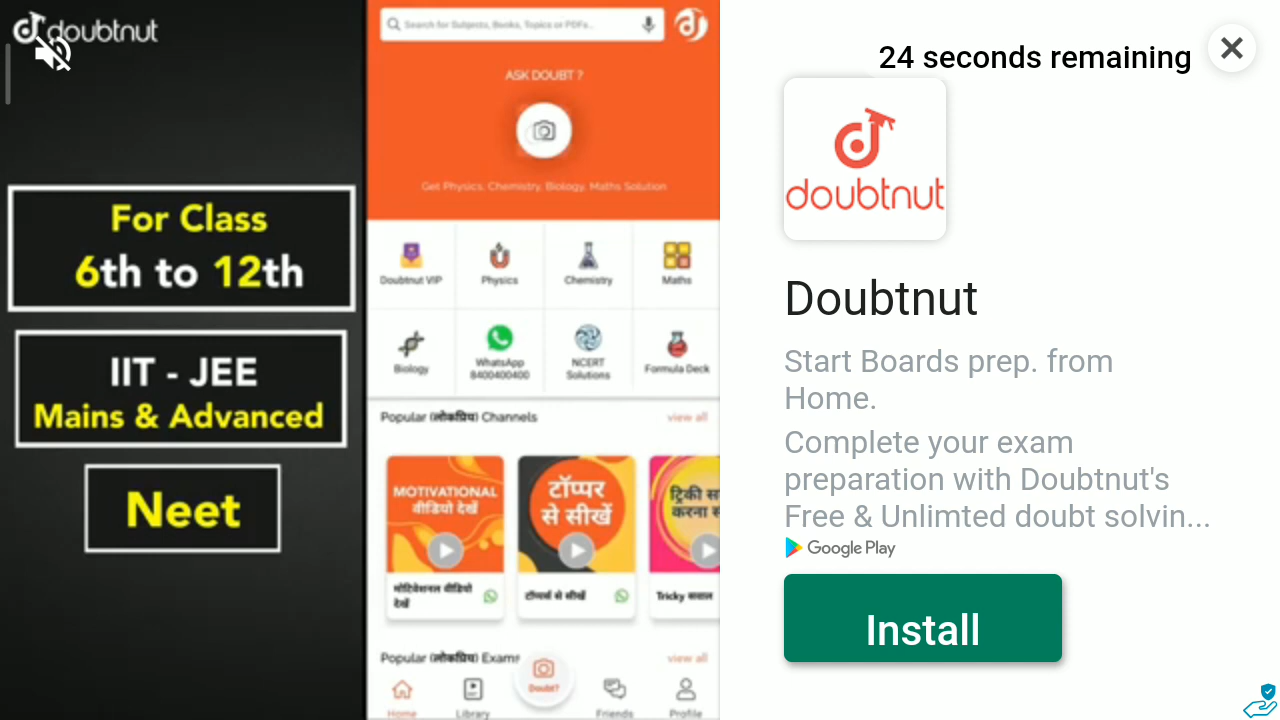 doubtnut
For Class
6th to 12th
IIT - JEE
Mains & Advanced
Neet
Search for Subjects, Books, Topics or PDFs..
ASK DOUBT ?
Get Physics, Chemistry, Biology, Maths Solution
Doubtnut VIP
Physics
Chemistry
Maths
Biology
WhatsApp
8400400400
NCERT
Solutions
Formula Deck
Popular (लोकप्रिय) Channels
view all
MOTIVATIONAL
वीडियो देखें
टॉप्पर
से सीखें
ट्रिकी स
करना स
मोटिवेशनल वीडियो
देखें
टॉप्पर्स से सीखें
Tricky सवाल
Popular (लोकप्रिय) Exams
view all
Doubt?
Home
Library
Friends
Profile
24 seconds remaining
doubtnut
Doubtnut
Start Boards prep. from
Home.
Complete your exam
preparation with Doubtnut's
Free & Unlimted doubt solvin...
Google Play
Install